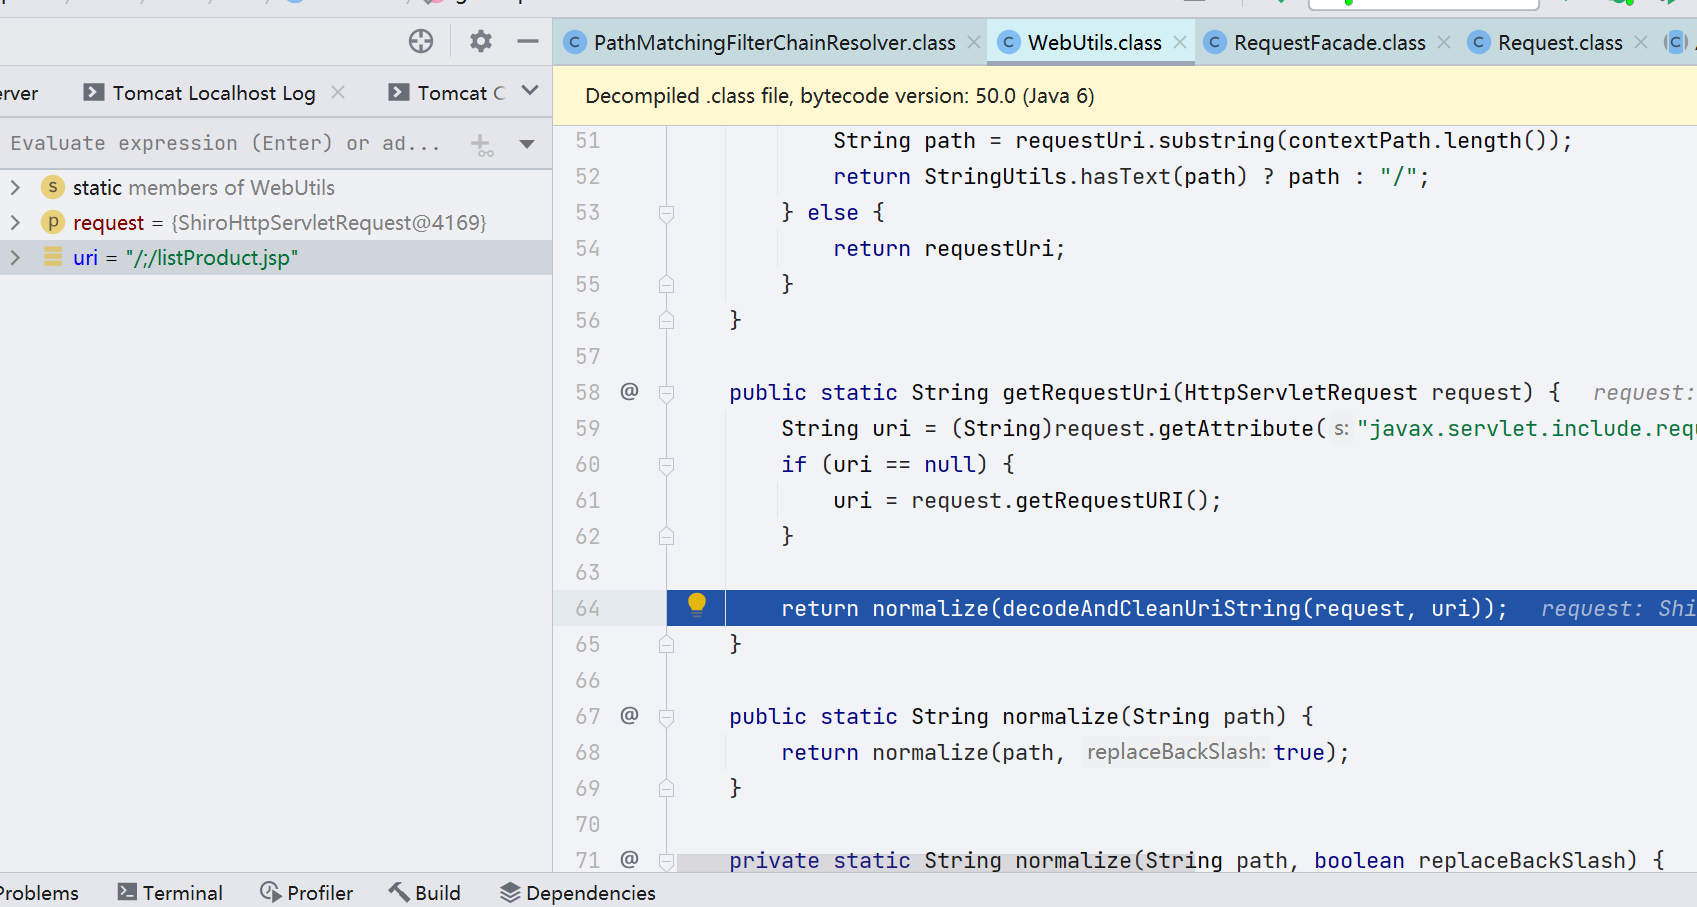 PathMatchingFilterChainResolver.class
WebUtils.class
RequestFacade.class
Request.class
erver
Tomcat Localhost Log
Tomcat C
Decompiled .class file, bytecode version: 50.0 (Java 6)
Evaluate expression (Enter) or ad...
static members of WebUtils
request = {ShiroHttpServletRequest@4169}
uri = "/;/listProduct.jsp"
51 String path = requestUri.substring(contextPath.length());
52 return StringUtils.hasText(path) ? path : "/";
53 } else {
54 return requestUri;
55 }
56 }
57
58 @ public static String getRequestUri(HttpServletRequest request) { request:
59 String uri = (String)request.getAttribute( s: "javax.servlet.include.requ
60 if (uri == null) {
61 uri = request.getRequestURI();
62 }
63
64 return normalize(decodeAndCleanUriString(request, uri)); request: Shi
65 }
66
67 @ public static String normalize(String path) {
68 return normalize(path, replaceBackSlash: true);
69 }
70
71 @ private static String normalize(String path, boolean replaceBackSlash) {
Problems
Terminal
Profiler
Build
Dependencies